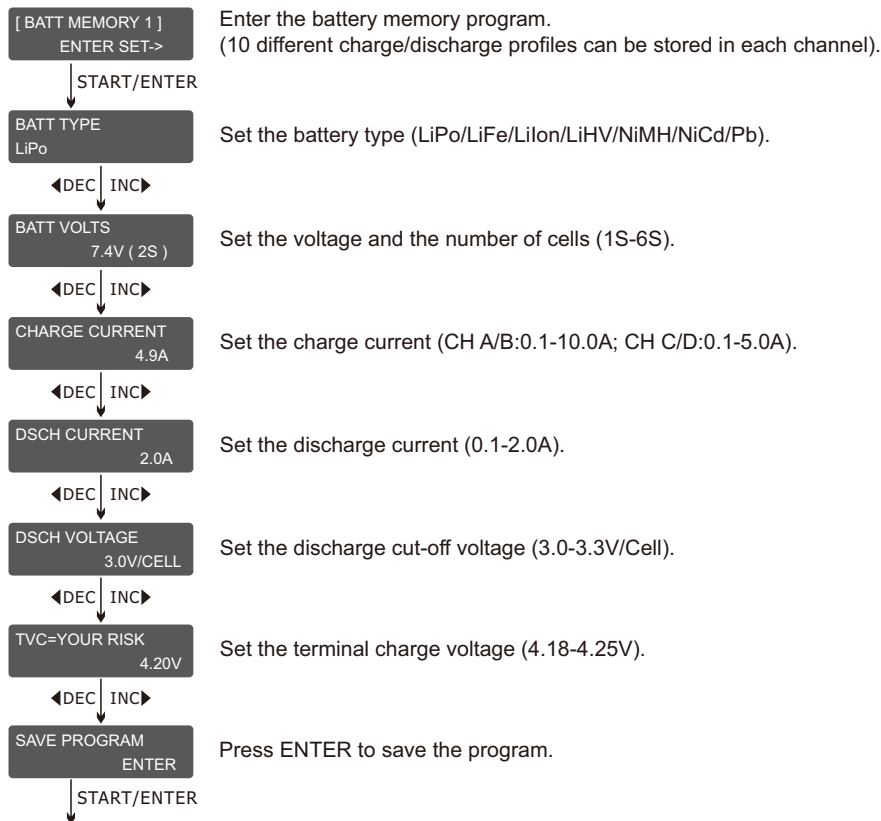 [ BATT MEMORY 1 ]
ENTER SET->
Enter the battery memory program.
(10 different charge/discharge profiles can be stored in each channel).
START/ENTER
BATT TYPE
LiPo
Set the battery type (LiPo/LiFe/LiIon/LiHV/NiMH/NiCd/Pb).
DEC INC
BATT VOLTS
7.4V ( 2S )
Set the voltage and the number of cells (1S-6S).
DEC INC
CHARGE CURRENT
4.9A
Set the charge current (CH A/B:0.1-10.0A; CH C/D:0.1-5.0A).
DEC INC
DSCH CURRENT
2.0A
Set the discharge current (0.1-2.0A).
DEC INC
DSCH VOLTAGE
3.0V/CELL
Set the discharge cut-off voltage (3.0-3.3V/Cell).
DEC INC
TVC=YOUR RISK
4.20V
Set the terminal charge voltage (4.18-4.25V).
DEC INC
SAVE PROGRAM
ENTER
Press ENTER to save the program.
START/ENTER